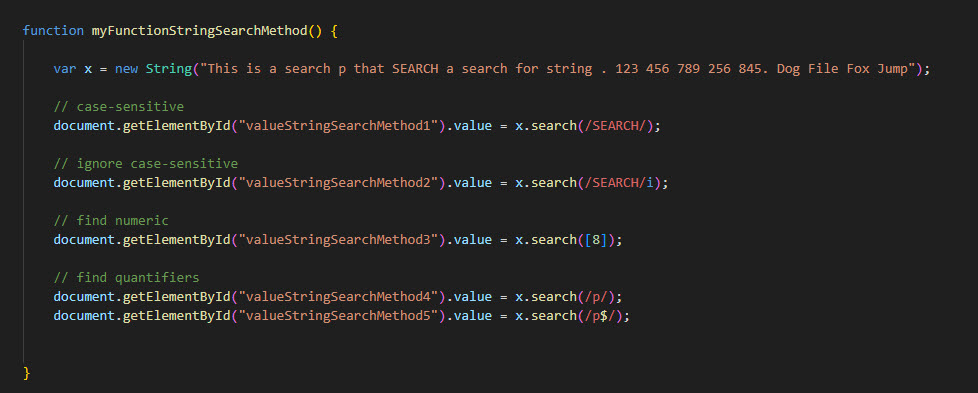 function myFunctionStringSearchMethod() {
var x = new String("This is a search p that SEARCH a search for string . 123 456 789 256 845. Dog File Fox Jump");
// case-sensitive
document.getElementById("valueStringSearchMethod1").value = x.search(/SEARCH/);
// ignore case-sensitive
document.getElementById("valueStringSearchMethod2").value = x.search(/SEARCH/i);
// find numeric
document.getElementById("valueStringSearchMethod3").value = x.search([8]);
// find quantifiers
document.getElementById("valueStringSearchMethod4").value = x.search(/p/);
document.getElementById("valueStringSearchMethod5").value = x.search(/p$/);
}